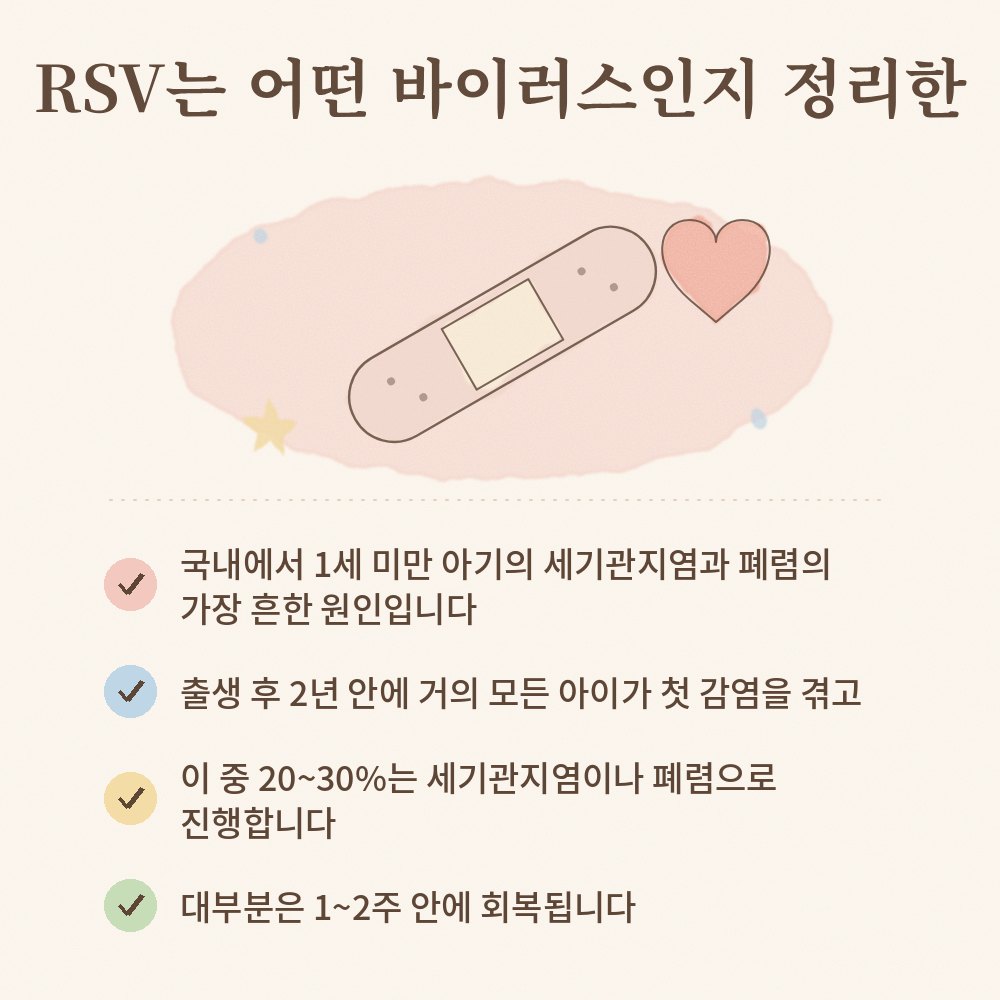 RSV는 어떤 바이러스인지 정리한
국내에서 1세 미만 아기의 세기관지염과 폐렴의
가장 흔한 원인입니다
출생 후 2년 안에 거의 모든 아이가 첫 감염을 겪고
이 중 20~30%는 세기관지염이나 폐렴으로
진행합니다
대부분은 1~2주 안에 회복됩니다